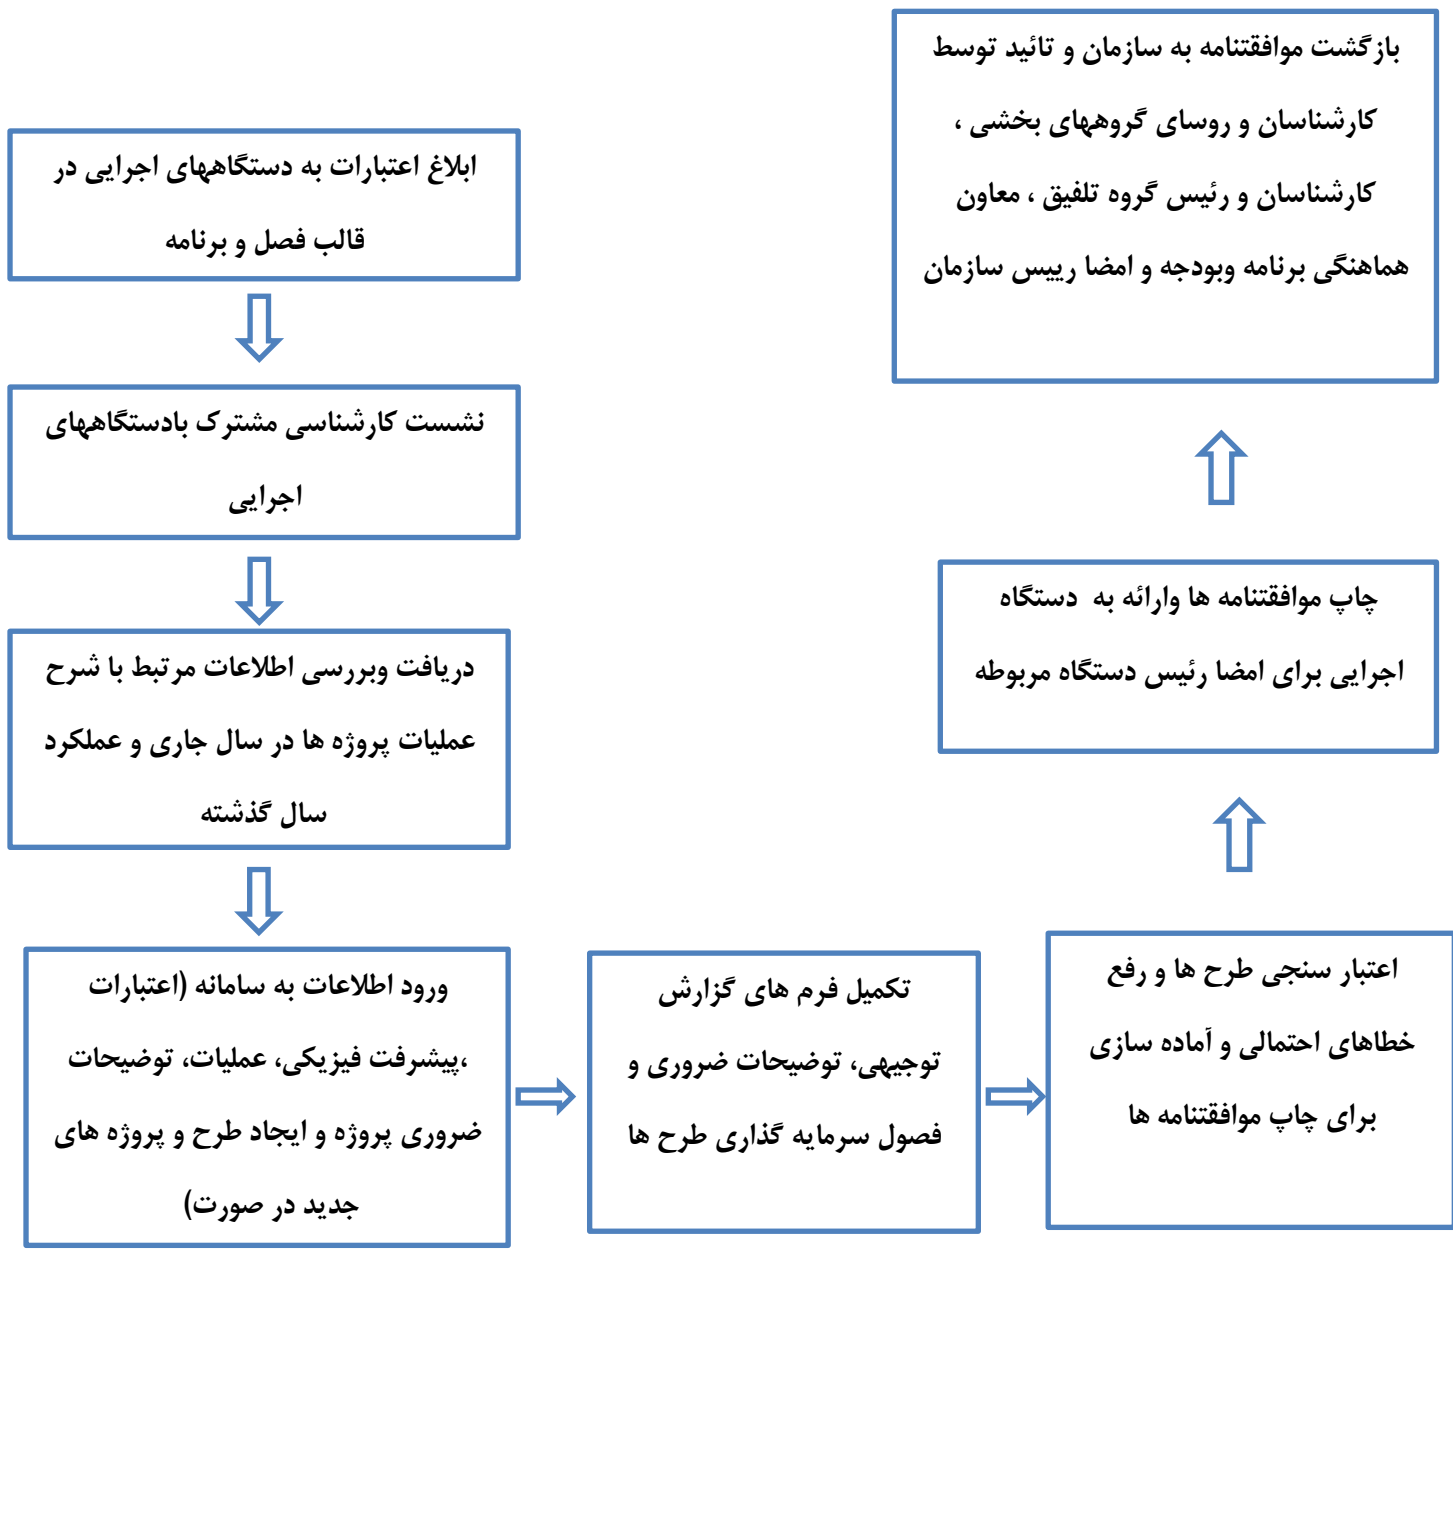 ابلاغ اعتبارات به دستگاههای اجرایی در
قالب فصل و برنامه
نشست کارشناسی مشترک بادستگاههای
اجرایی
دریافت وبررسی اطلاعات مرتبط با شرح
عملیات پروژه ها در سال جاری و عملکرد
سال گذشته
ورود اطلاعات به سامانه (اعتبارات
،پیشرفت فیزیکی، عملیات، توضیحات
ضروری پروژه و ایجاد طرح و پروژه های
جدید در صورت)
تکمیل فرم های گزارش
توجیهی، توضیحات ضروری و
فصول سرمایه گذاری طرح ها
اعتبار سنجی طرح ها و رفع
خطاهای احتمالی و آماده سازی
برای چاپ موافقتنامه ها
چاپ موافقتنامه ها وارائه به دستگاه
اجرایی برای امضا رئیس دستگاه مربوطه
بازگشت موافقتنامه به سازمان و تائید توسط
کارشناسان و روسای گروههای بخشی ،
کارشناسان و رئیس گروه تلفیق ، معاون
هماهنگی برنامه وبودجه و امضا رییس سازمان